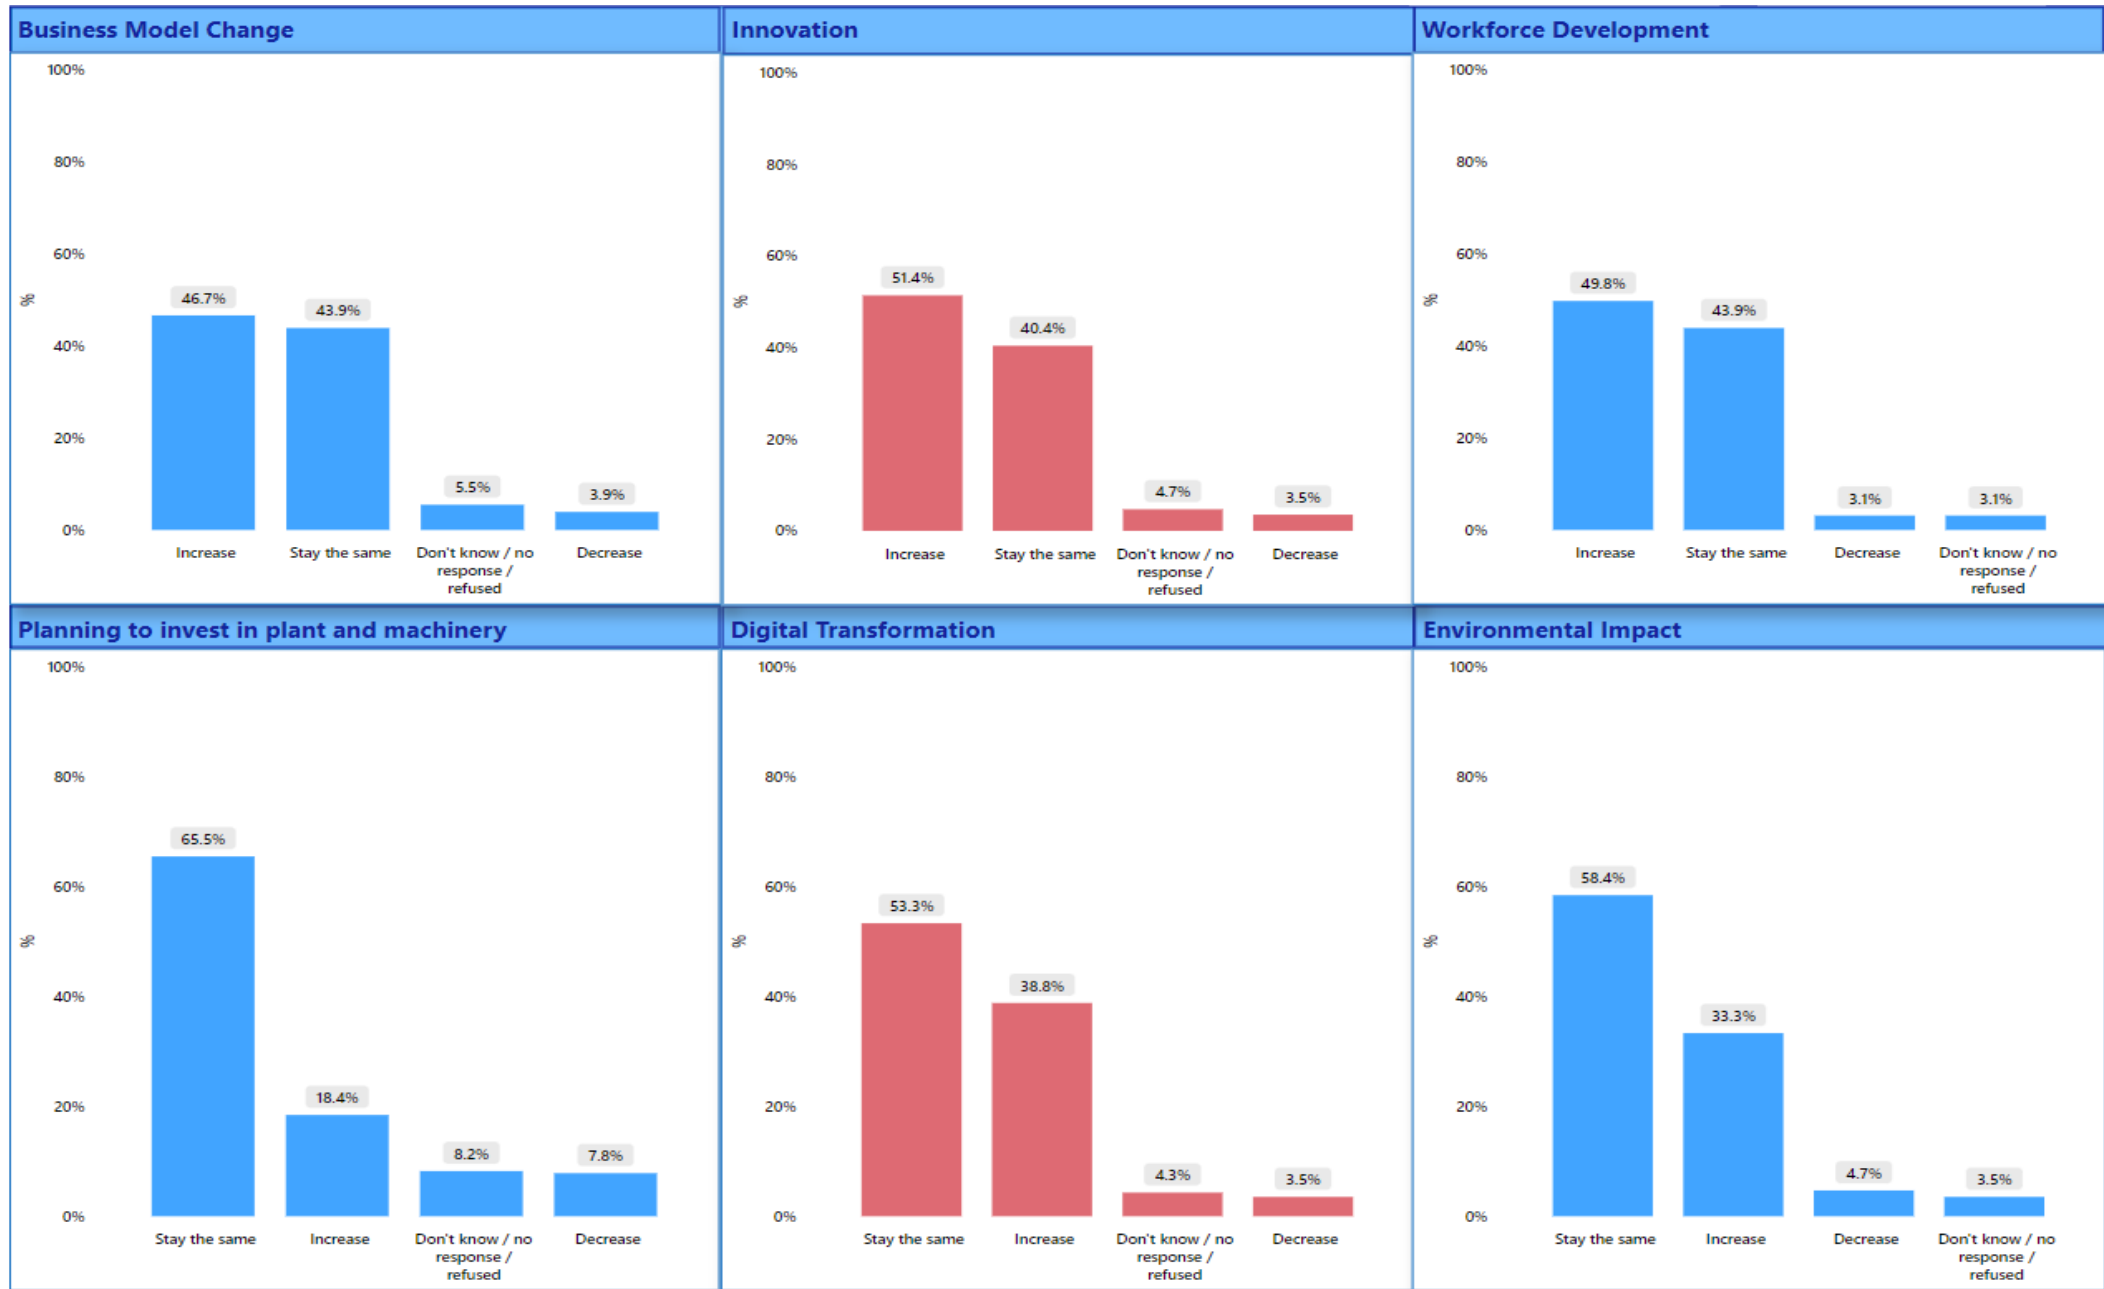 Business Model Change
100%
80%
60%
40%
20%
0%
%
46.7%
43.9%
5.5%
3.9%
Increase
Stay the same
Don't know / no
response /
refused
Decrease
Innovation
100%
80%
60%
40%
20%
0%
%
51.4%
40.4%
4.7%
3.5%
Increase
Stay the same
Don't know / no
response /
refused
Decrease
Workforce Development
100%
80%
60%
40%
20%
0%
%
49.8%
43.9%
3.1%
3.1%
Increase
Stay the same
Decrease
Don't know / no
response /
refused
Planning to invest in plant and machinery
100%
80%
60%
40%
20%
0%
%
65.5%
18.4%
8.2%
7.8%
Stay the same
Increase
Don't know / no
response /
refused
Decrease
Digital Transformation
100%
80%
60%
40%
20%
0%
%
53.3%
38.8%
4.3%
3.5%
Stay the same
Increase
Don't know / no
response /
refused
Decrease
Environmental Impact
100%
80%
60%
40%
20%
0%
%
58.4%
33.3%
4.7%
3.5%
Stay the same
Increase
Decrease
Don't know / no
response /
refused